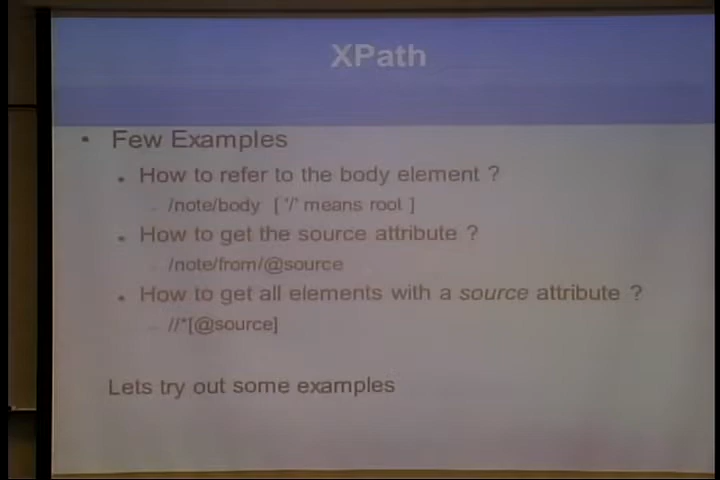 XPath
• Few Examples
• How to refer to the body element ?
– /note/body [ '/' means root ]
• How to get the source attribute ?
– /note/from/@source
• How to get all elements with a source attribute ?
– //*[@source]
Lets try out some examples